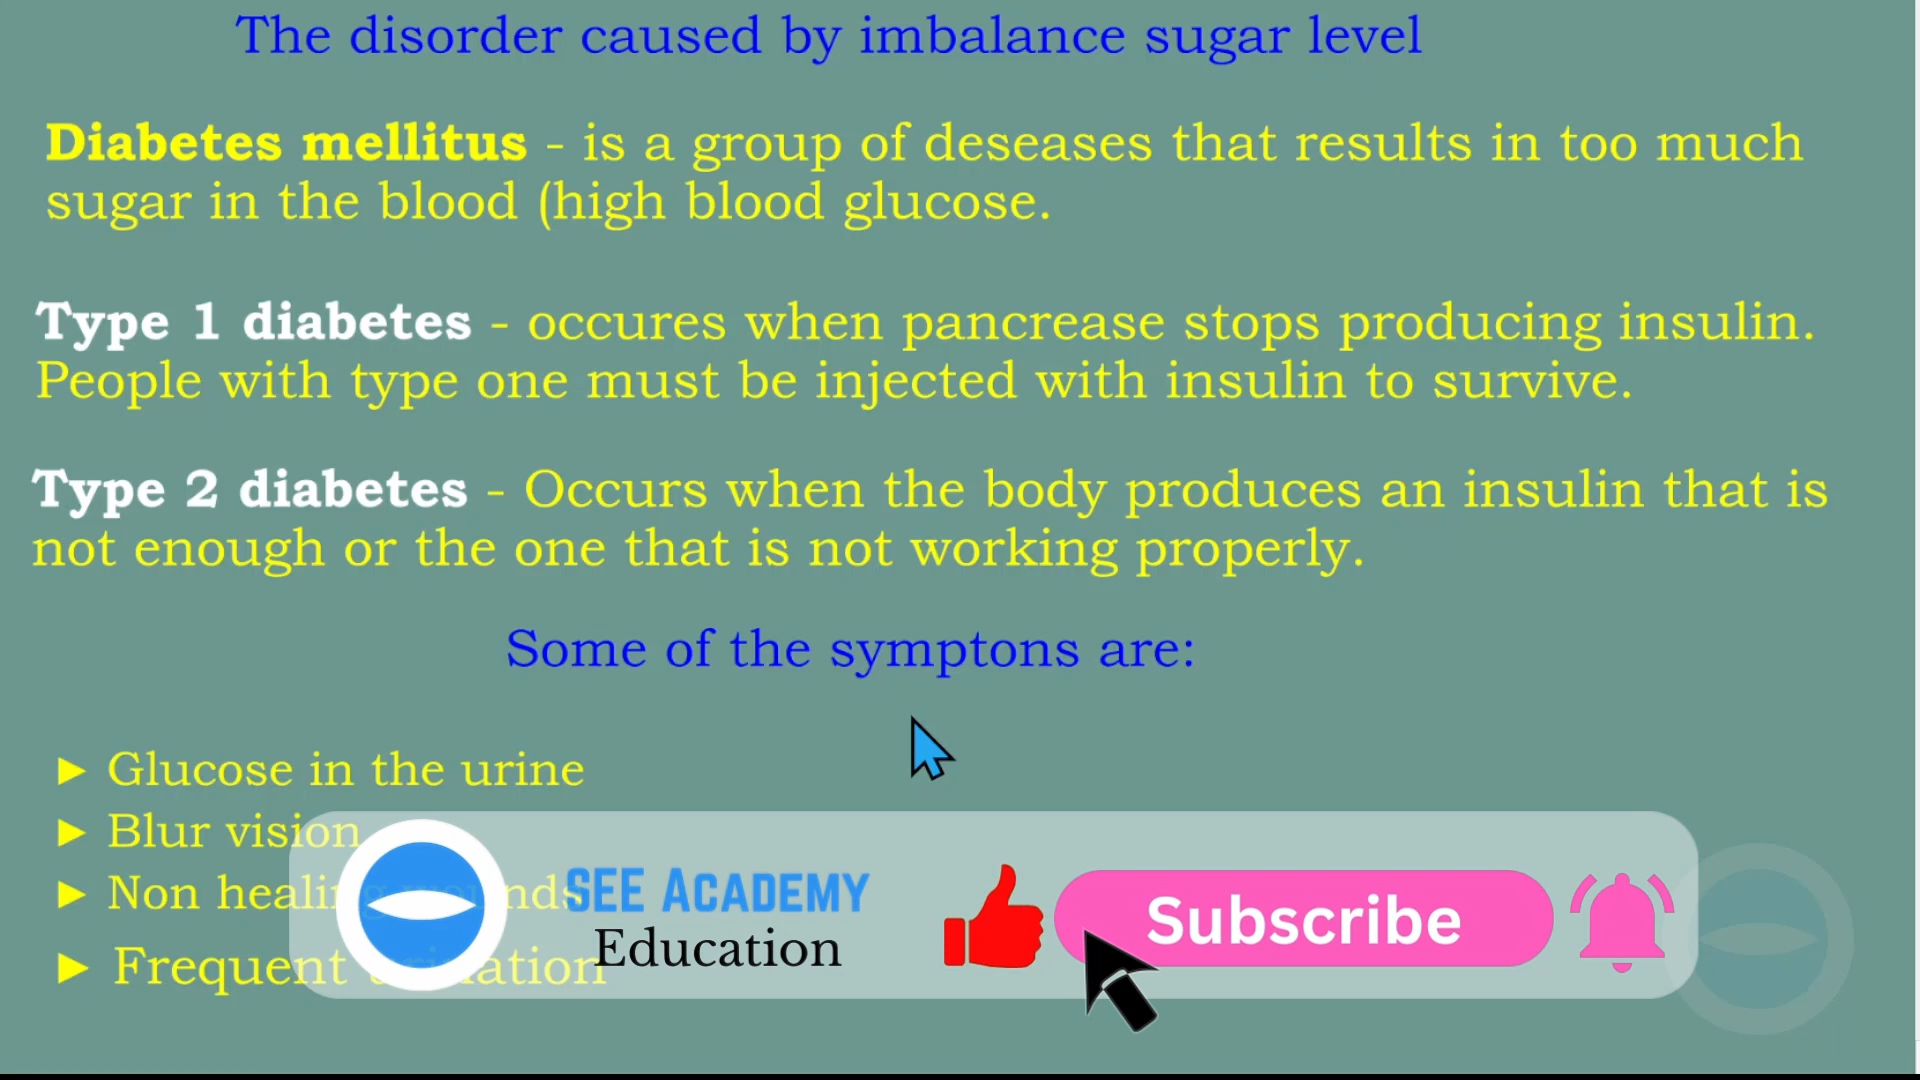 The disorder caused by imbalance sugar level
Diabetes mellitus - is a group of deseases that results in too much
sugar in the blood (high blood glucose.
Type 1 diabetes - occures when pancrease stops producing insulin.
People with type one must be injected with insulin to survive.
Type 2 diabetes - Occurs when the body produces an insulin that is
not enough or the one that is not working properly.
Some of the symptons are:
► Glucose in the urine
► Blur vision
► Non healing wounds
► Frequent urination
SEE ACADEMY
Education
Subscribe